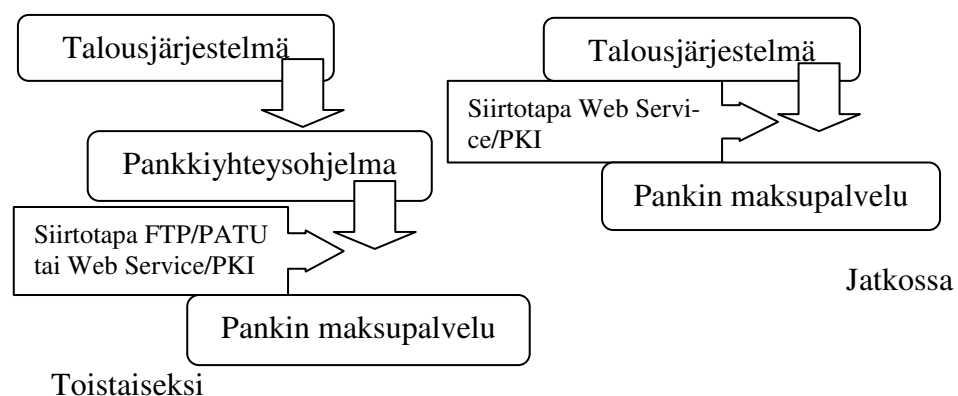 Talousjärjestelmä
Pankkiyhteysohjelma
Siirtotapa FTP/PATU
tai Web Service/PKI
Pankin maksupalvelu
Toistaiseksi
Talousjärjestelmä
Siirtotapa Web Servi-
ce/PKI
Pankin maksupalvelu
Jatkossa